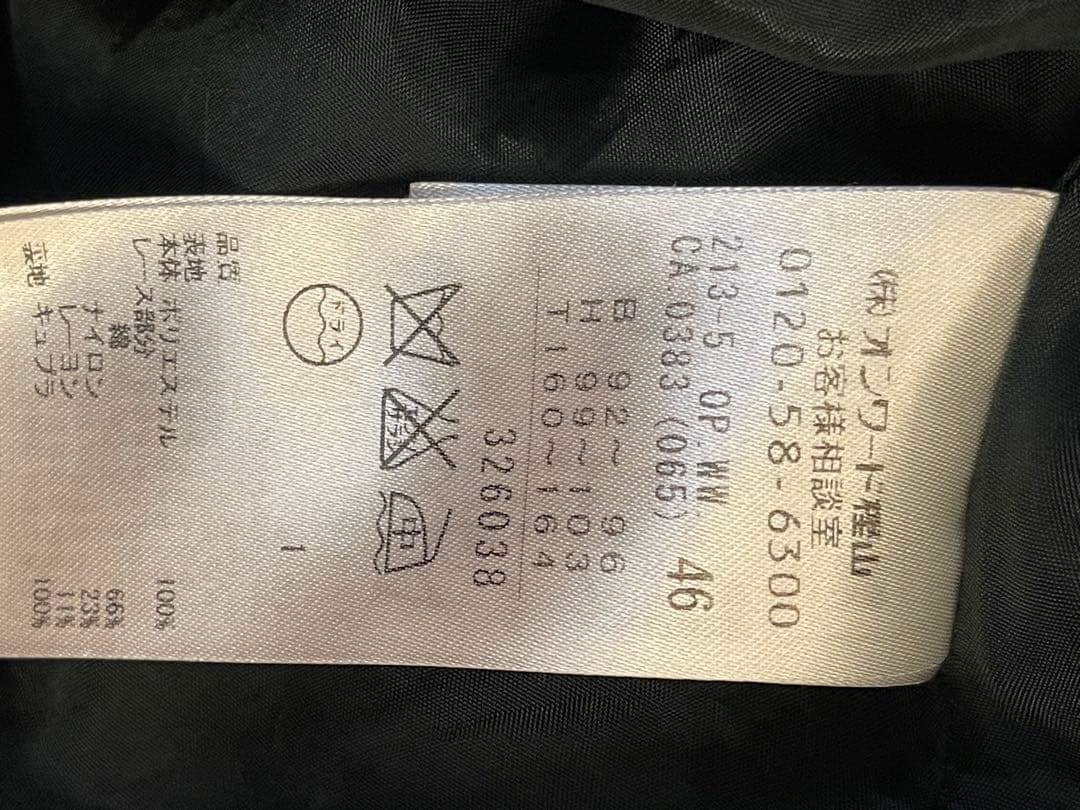 ㈱オンワード樫山
お客様相談室
0120-58-6300
213-5 OP.WW 46
CA.0383 (065)
B 92～ 96
H 99～103
T 160～164
326038
中
ドライ
1
品名
表地
本体 ポリエステル 100%
レース部分
綿 66%
ナイロン 23%
レーヨン 11%
裏地 キュプラ 100%